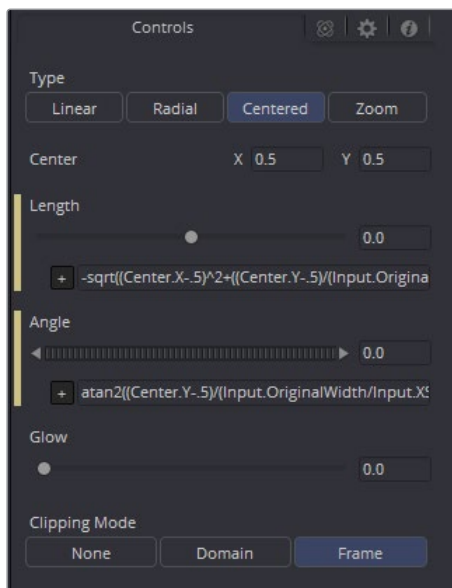 Controls
Type
Linear Radial Centered Zoom
Center X 0.5 Y 0.5
Length
0.0
+ -sqrt((Center.X-.5)^2+((Center.Y-.5)/(Input.Origina
Angle
0.0
+ atan2((Center.Y-.5)/(Input.OriginalWidth/Input.XS
Glow
0.0
Clipping Mode
None Domain Frame